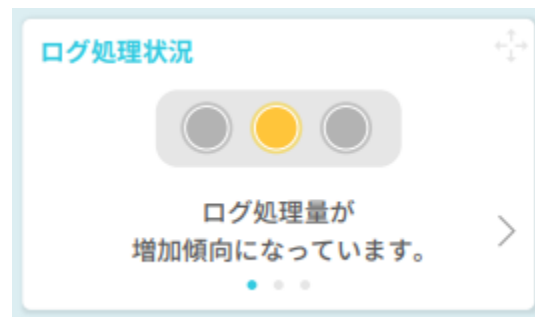 ログ処理状況
ログ処理量が
増加傾向になっています。